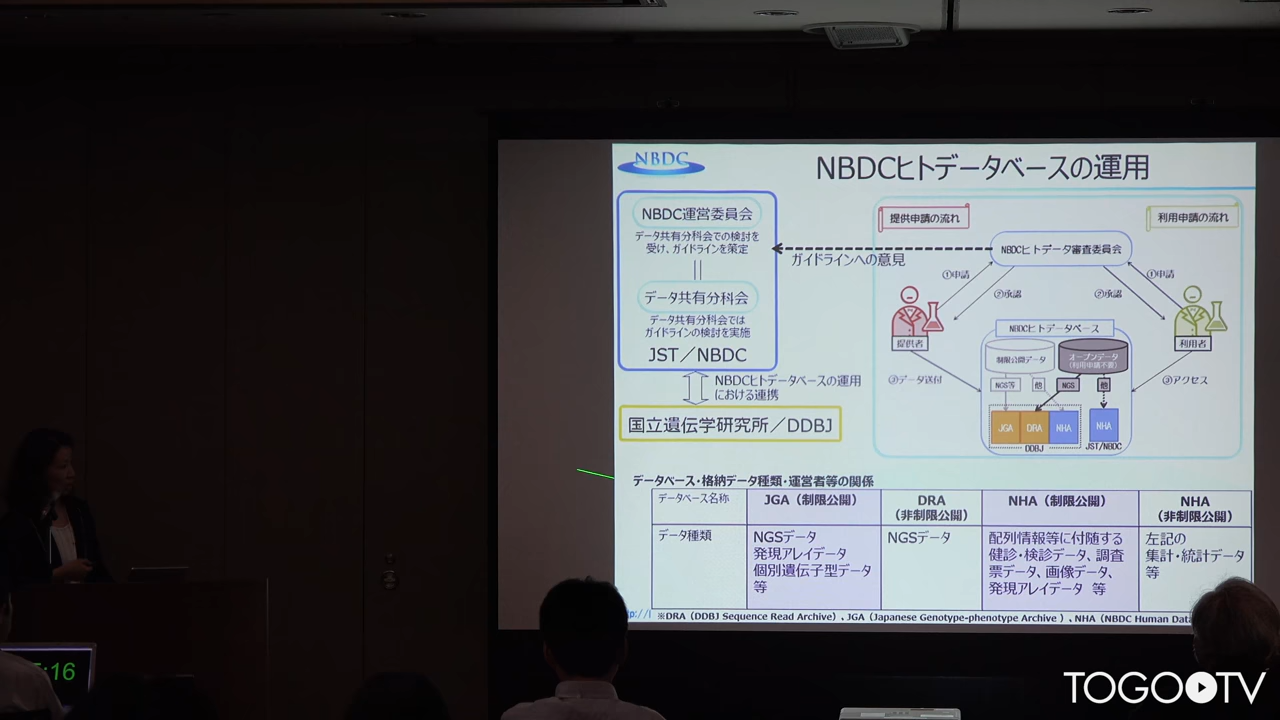 NBDC
NBDCヒトデータベースの運用
NBDC運営委員会
データ共有分科会での検討を
受け、ガイドラインを策定
データ共有分科会
データ共有分科会では
ガイドラインの検討を実施
JST/NBDC
NBDCヒトデータベースの運用
における連携
国立遺伝学研究所/DDBJ
ガイドラインへの意見
提供申請の流れ
利用申請の流れ
NBDCヒトデータ審査委員会
①申請
②承認
②承認
①申請
提供者
利用者
NBDCヒトデータベース
制限公開データ
オープンデータ
(利用申請不要)
③データ送付
③アクセス
NGS等
他
NGS
他
JGA
DRA
NHA
NHA
DDBJ
JST/NBDC
データベース・格納データ種類・運営者等の関係
データベース名称
JGA(制限公開)
DRA
(非制限公開)
NHA(制限公開)
NHA
(非制限公開)
データ種類
NGSデータ
発現アレイデータ
個別遺伝子型データ
等
NGSデータ
配列情報等に付随する
健診・検診データ、調査
票データ、画像データ、
発現アレイデータ 等
左記の
集計・統計データ
等
※DRA(DDBJ Sequence Read Archive)、JGA(Japanese Genotype-phenotype Archive)、NHA(NBDC Human Dat
:16
TOGO TV